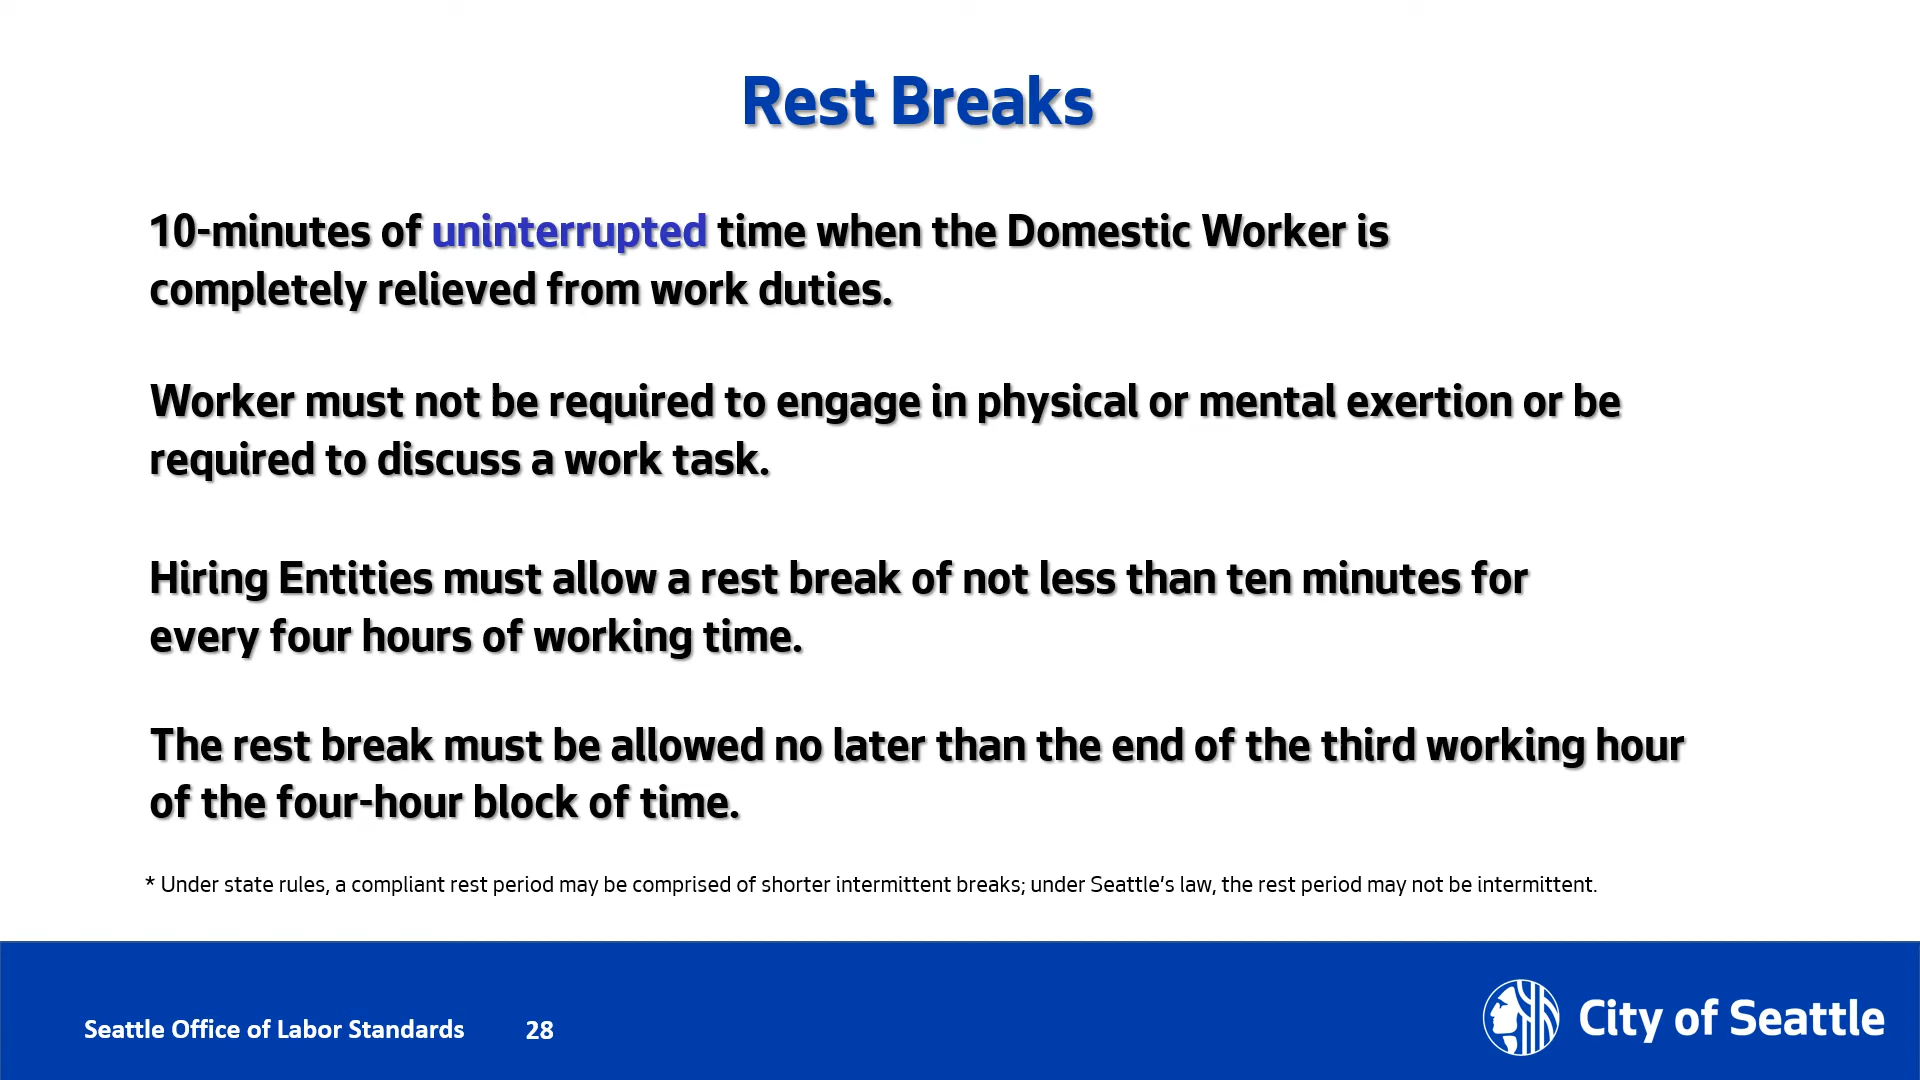 Rest Breaks
10-minutes of uninterrupted time when the Domestic Worker is
completely relieved from work duties.
Worker must not be required to engage in physical or mental exertion or be
required to discuss a work task.
Hiring Entities must allow a rest break of not less than ten minutes for
every four hours of working time.
The rest break must be allowed no later than the end of the third working hour
of the four-hour block of time.
* Under state rules, a compliant rest period may be comprised of shorter intermittent breaks; under Seattle's law, the rest period may not be intermittent.
Seattle Office of Labor Standards 28
City of Seattle